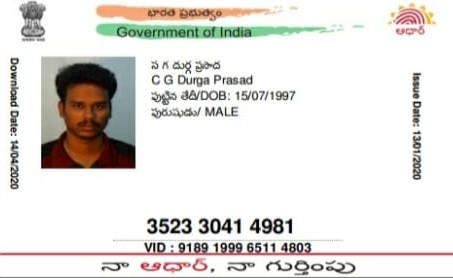 భారత ప్రభుత్వం
Government of India
ఆధార్
Download Date: 14/04/2020
స గ దుర్గ ప్రసాద
C G Durga Prasad
పుట్టిన తేదీ/DOB: 15/07/1997
పురుషుడు/ MALE
Issue Date: 13/01/2020
3523 3041 4981
VID : 9189 1999 6511 4803
నా ఆధార్, నా గుర్తింపు